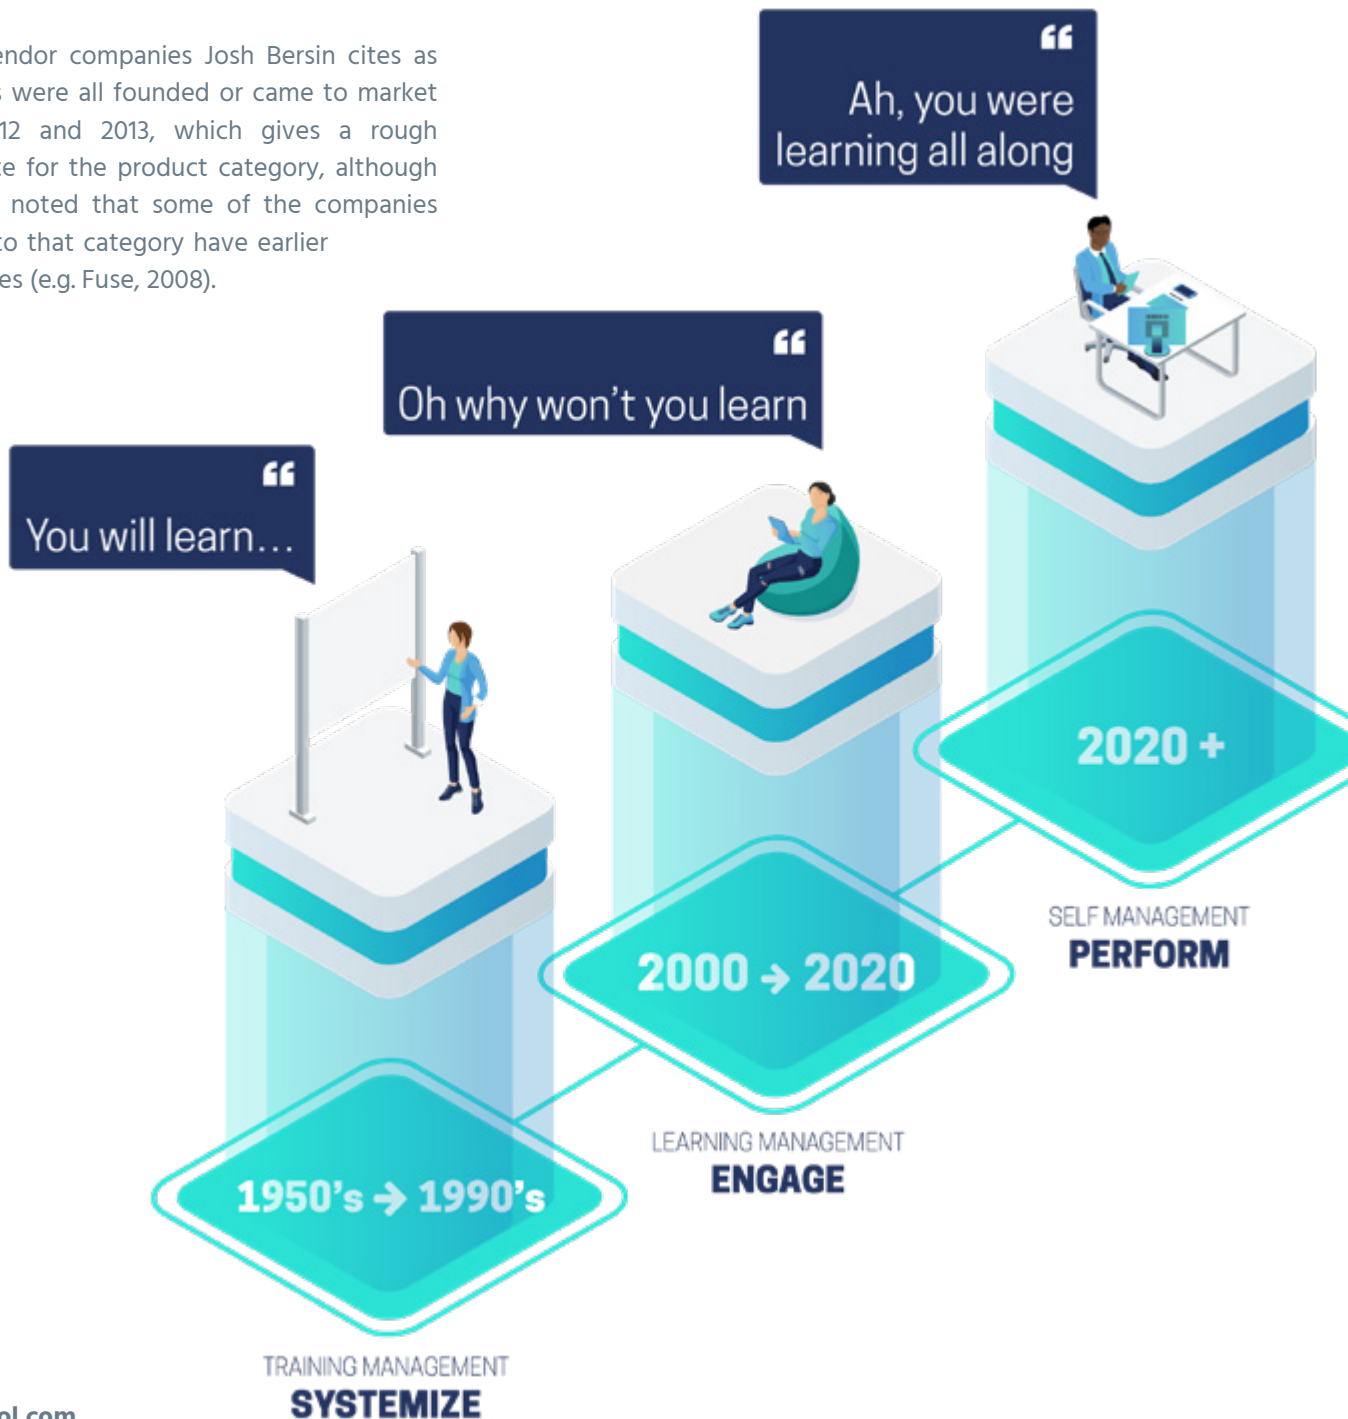 endor companies Josh Bersin cites as
s were all founded or came to market
12 and 2013, which gives a rough
te for the product category, although
noted that some of the companies
to that category have earlier
es (e.g. Fuse, 2008).
“
Ah, you were
learning all along
“
Oh why won’t you learn
“
You will learn...
2020 +
SELF MANAGEMENT
PERFORM
2000 → 2020
LEARNING MANAGEMENT
ENGAGE
1950’s → 1990’s
TRAINING MANAGEMENT
SYSTEMIZE
ol.com